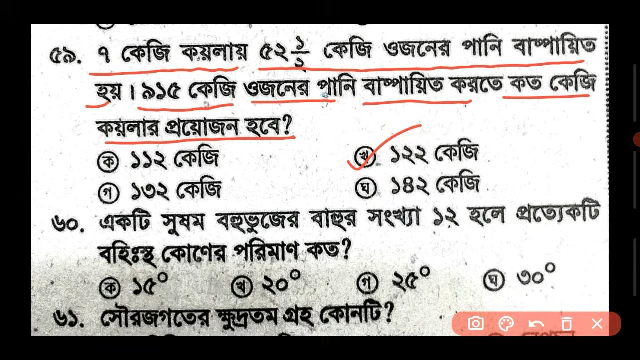 ৫৯. ৭ কেজি কয়লায় ৫২ ১/২ কেজি ওজনের পানি বাষ্পায়িত
হয়। ৯১৫ কেজি ওজনের পানি বাষ্পায়িত করতে কত কেজি
কয়লার প্রয়োজন হবে?
ক ১১২ কেজি খ ১২২ কেজি
গ ১৩২ কেজি ঘ ১৪২ কেজি
৬০. একটি সুষম বহুভুজের বাহুর সংখ্যা ১২ হলে প্রত্যেকটি
বহিঃস্থ কোণের পরিমাণ কত?
ক ১৫° খ ২০° গ ২৫° ঘ ৩০°
৬১. সৌরজগতের ক্ষুদ্রতম গ্রহ কোনটি?